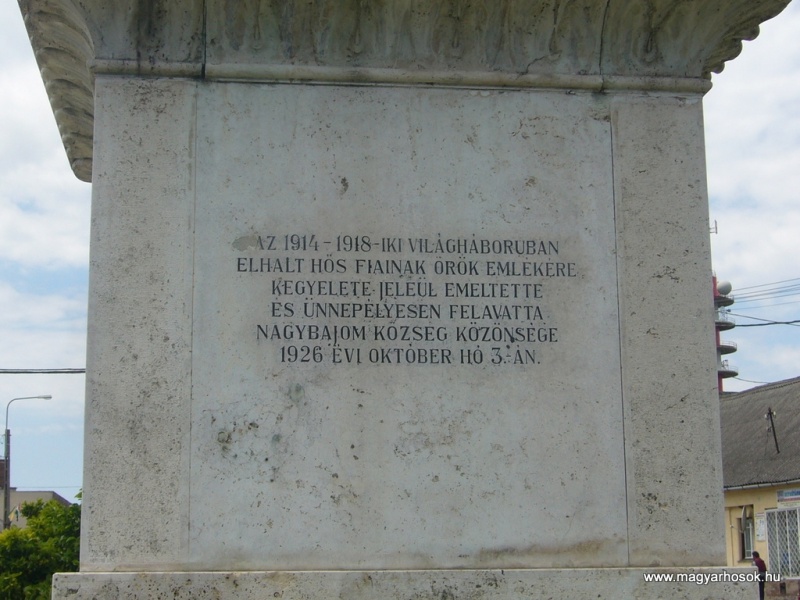 AZ 1914-1918-IKI VILÁGHÁBORUBAN
ELHALT HŐS FIAINAK ÖRÖK EMLÉKÉRE
KEGYELETE JELÉÜL EMELTETTE
ÉS ÜNNEPÉLYESEN FELAVATTA
NAGYBAJOM KÖZSÉG KÖZÖNSÉGE
1926 ÉVI OKTÓBER HÓ 3.-ÁN.
www.magyarhosok.hu